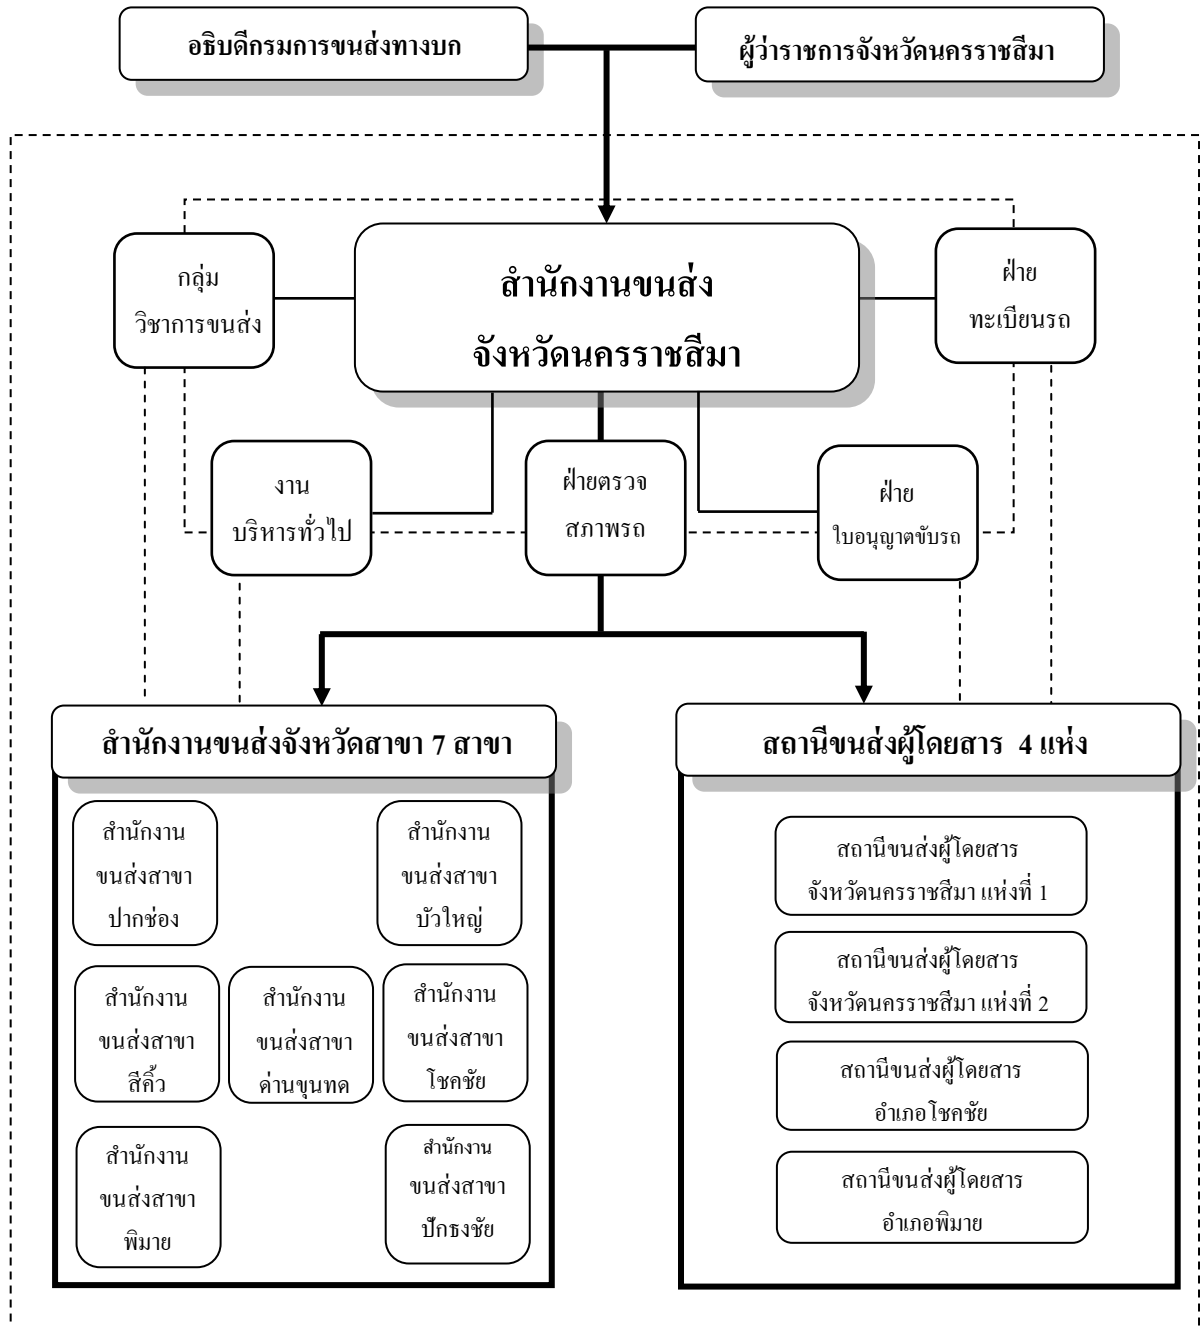 อธิบดีกรมการขนส่งทางบก
ผู้ว่าราชการจังหวัดนครราชสีมา
สำนักงานขนส่ง
จังหวัดนครราชสีมา
กลุ่ม
วิชาการขนส่ง
ฝ่าย
ทะเบียนรถ
งาน
บริหารทั่วไป
ฝ่ายตรวจ
สภาพรถ
ฝ่าย
ใบอนุญาตขับรถ
สำนักงานขนส่งจังหวัดสาขา 7 สาขา
สำนักงาน
ขนส่งสาขา
ปากช่อง
สำนักงาน
ขนส่งสาขา
บัวใหญ่
สำนักงาน
ขนส่งสาขา
สีคิ้ว
สำนักงาน
ขนส่งสาขา
ด่านขุนทด
สำนักงาน
ขนส่งสาขา
โชคชัย
สำนักงาน
ขนส่งสาขา
พิมาย
สำนักงาน
ขนส่งสาขา
ปักธงชัย
สถานีขนส่งผู้โดยสาร 4 แห่ง
สถานีขนส่งผู้โดยสาร
จังหวัดนครราชสีมา แห่งที่ 1
สถานีขนส่งผู้โดยสาร
จังหวัดนครราชสีมา แห่งที่ 2
สถานีขนส่งผู้โดยสาร
อำเภอโชคชัย
สถานีขนส่งผู้โดยสาร
อำเภอพิมาย